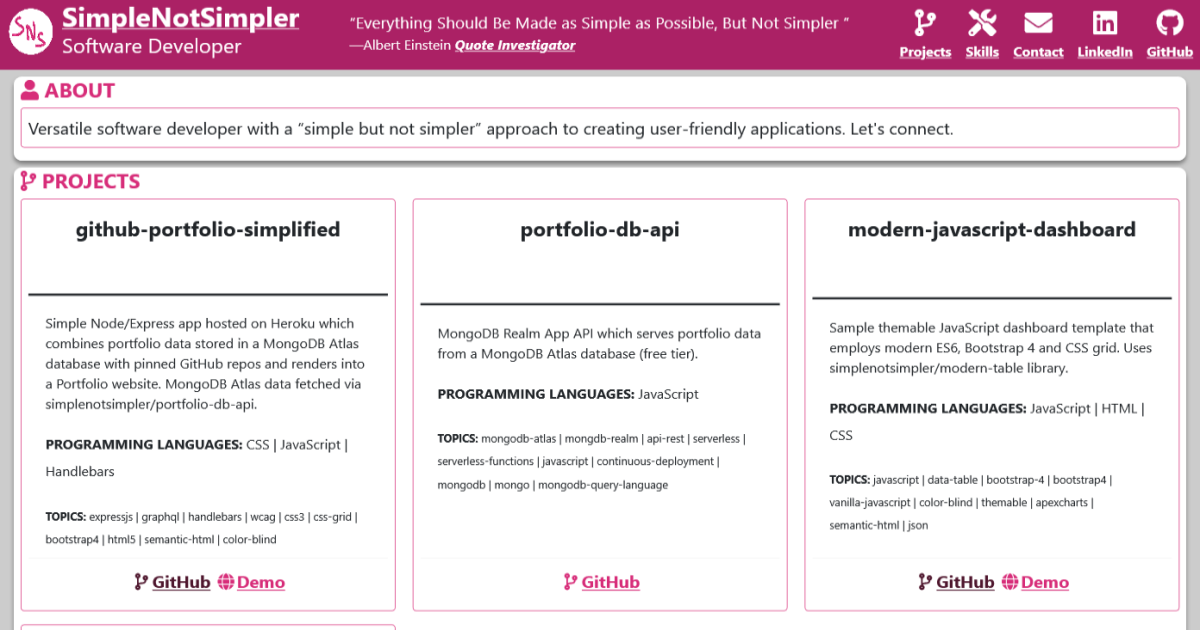 SNS
SimpleNotSimpler
Software Developer
“Everything Should Be Made as Simple as Possible, But Not Simpler “
—Albert Einstein Quote Investigator
Projects
Skills
Contact
LinkedIn
GitHub
ABOUT
Versatile software developer with a “simple but not simpler” approach to creating user-friendly applications. Let's connect.
PROJECTS
github-portfolio-simplified
Simple Node/Express app hosted on Heroku which
combines portfolio data stored in a MongoDB Atlas
database with pinned GitHub repos and renders into
a Portfolio website. MongoDB Atlas data fetched via
simplenotsimpler/portfolio-db-api.
PROGRAMMING LANGUAGES: CSS | JavaScript |
Handlebars
TOPICS: expressjs | graphql | handlebars | wcag | css3 | css-grid |
bootstrap4 | html5 | semantic-html | color-blind
GitHub Demo
portfolio-db-api
MongoDB Realm App API which serves portfolio data
from a MongoDB Atlas database (free tier).
PROGRAMMING LANGUAGES: JavaScript
TOPICS: mongodb-atlas | mongdb-realm | api-rest | serverless |
serverless-functions | javascript | continuous-deployment |
mongodb | mongo | mongodb-query-language
GitHub
modern-javascript-dashboard
Sample themable JavaScript dashboard template that
employs modern ES6, Bootstrap 4 and CSS grid. Uses
simplenotsimpler/modern-table library.
PROGRAMMING LANGUAGES: JavaScript | HTML |
CSS
TOPICS: javascript | data-table | bootstrap-4 | bootstrap4 |
vanilla-javascript | color-blind | themable | apexcharts |
semantic-html | json
GitHub Demo